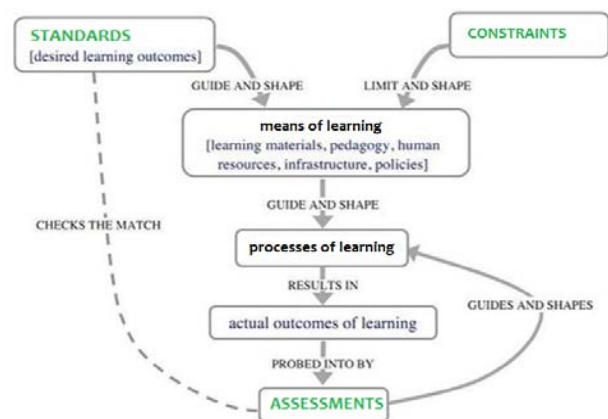 STANDARDS
[desired learning outcomes]
CONSTRAINTS
GUIDE AND SHAPE
LIMIT AND SHAPE
means of learning
[learning materials, pedagogy, human
resources, infrastructure, policies]
GUIDE AND SHAPE
CHECKS THE MATCH
processes of learning
RESULTS IN
GUIDES AND SHAPES
actual outcomes of learning
PROBED INTO BY
ASSESSMENTS